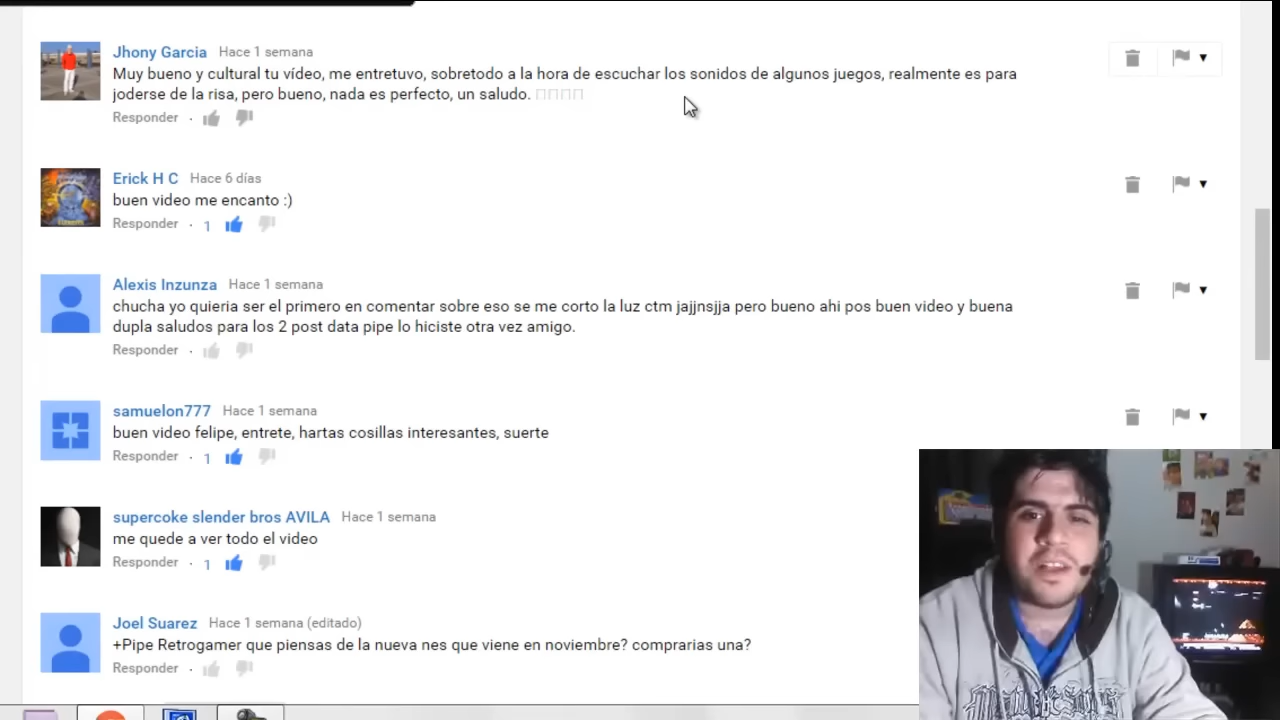 Jhony Garcia Hace 1 semana
Muy bueno y cultural tu vídeo, me entretuvo, sobretodo a la hora de escuchar los sonidos de algunos juegos, realmente es para
joderse de la risa, pero bueno, nada es perfecto, un saludo.
Responder ·
Erick H C Hace 6 días
buen video me encanto :)
Responder · 1
Alexis Inzunza Hace 1 semana
chucha yo quieria ser el primero en comentar sobre eso se me corto la luz ctm jajjnsjja pero bueno ahi pos buen video y buena
dupla saludos para los 2 post data pipe lo hiciste otra vez amigo.
Responder ·
samuelon777 Hace 1 semana
buen video felipe, entrete, hartas cosillas interesantes, suerte
Responder · 1
supercoke slender bros AVILA Hace 1 semana
me quede a ver todo el video
Responder · 1
Joel Suarez Hace 1 semana (editado)
+Pipe Retrogamer que piensas de la nueva nes que viene en noviembre? comprarias una?
Responder ·